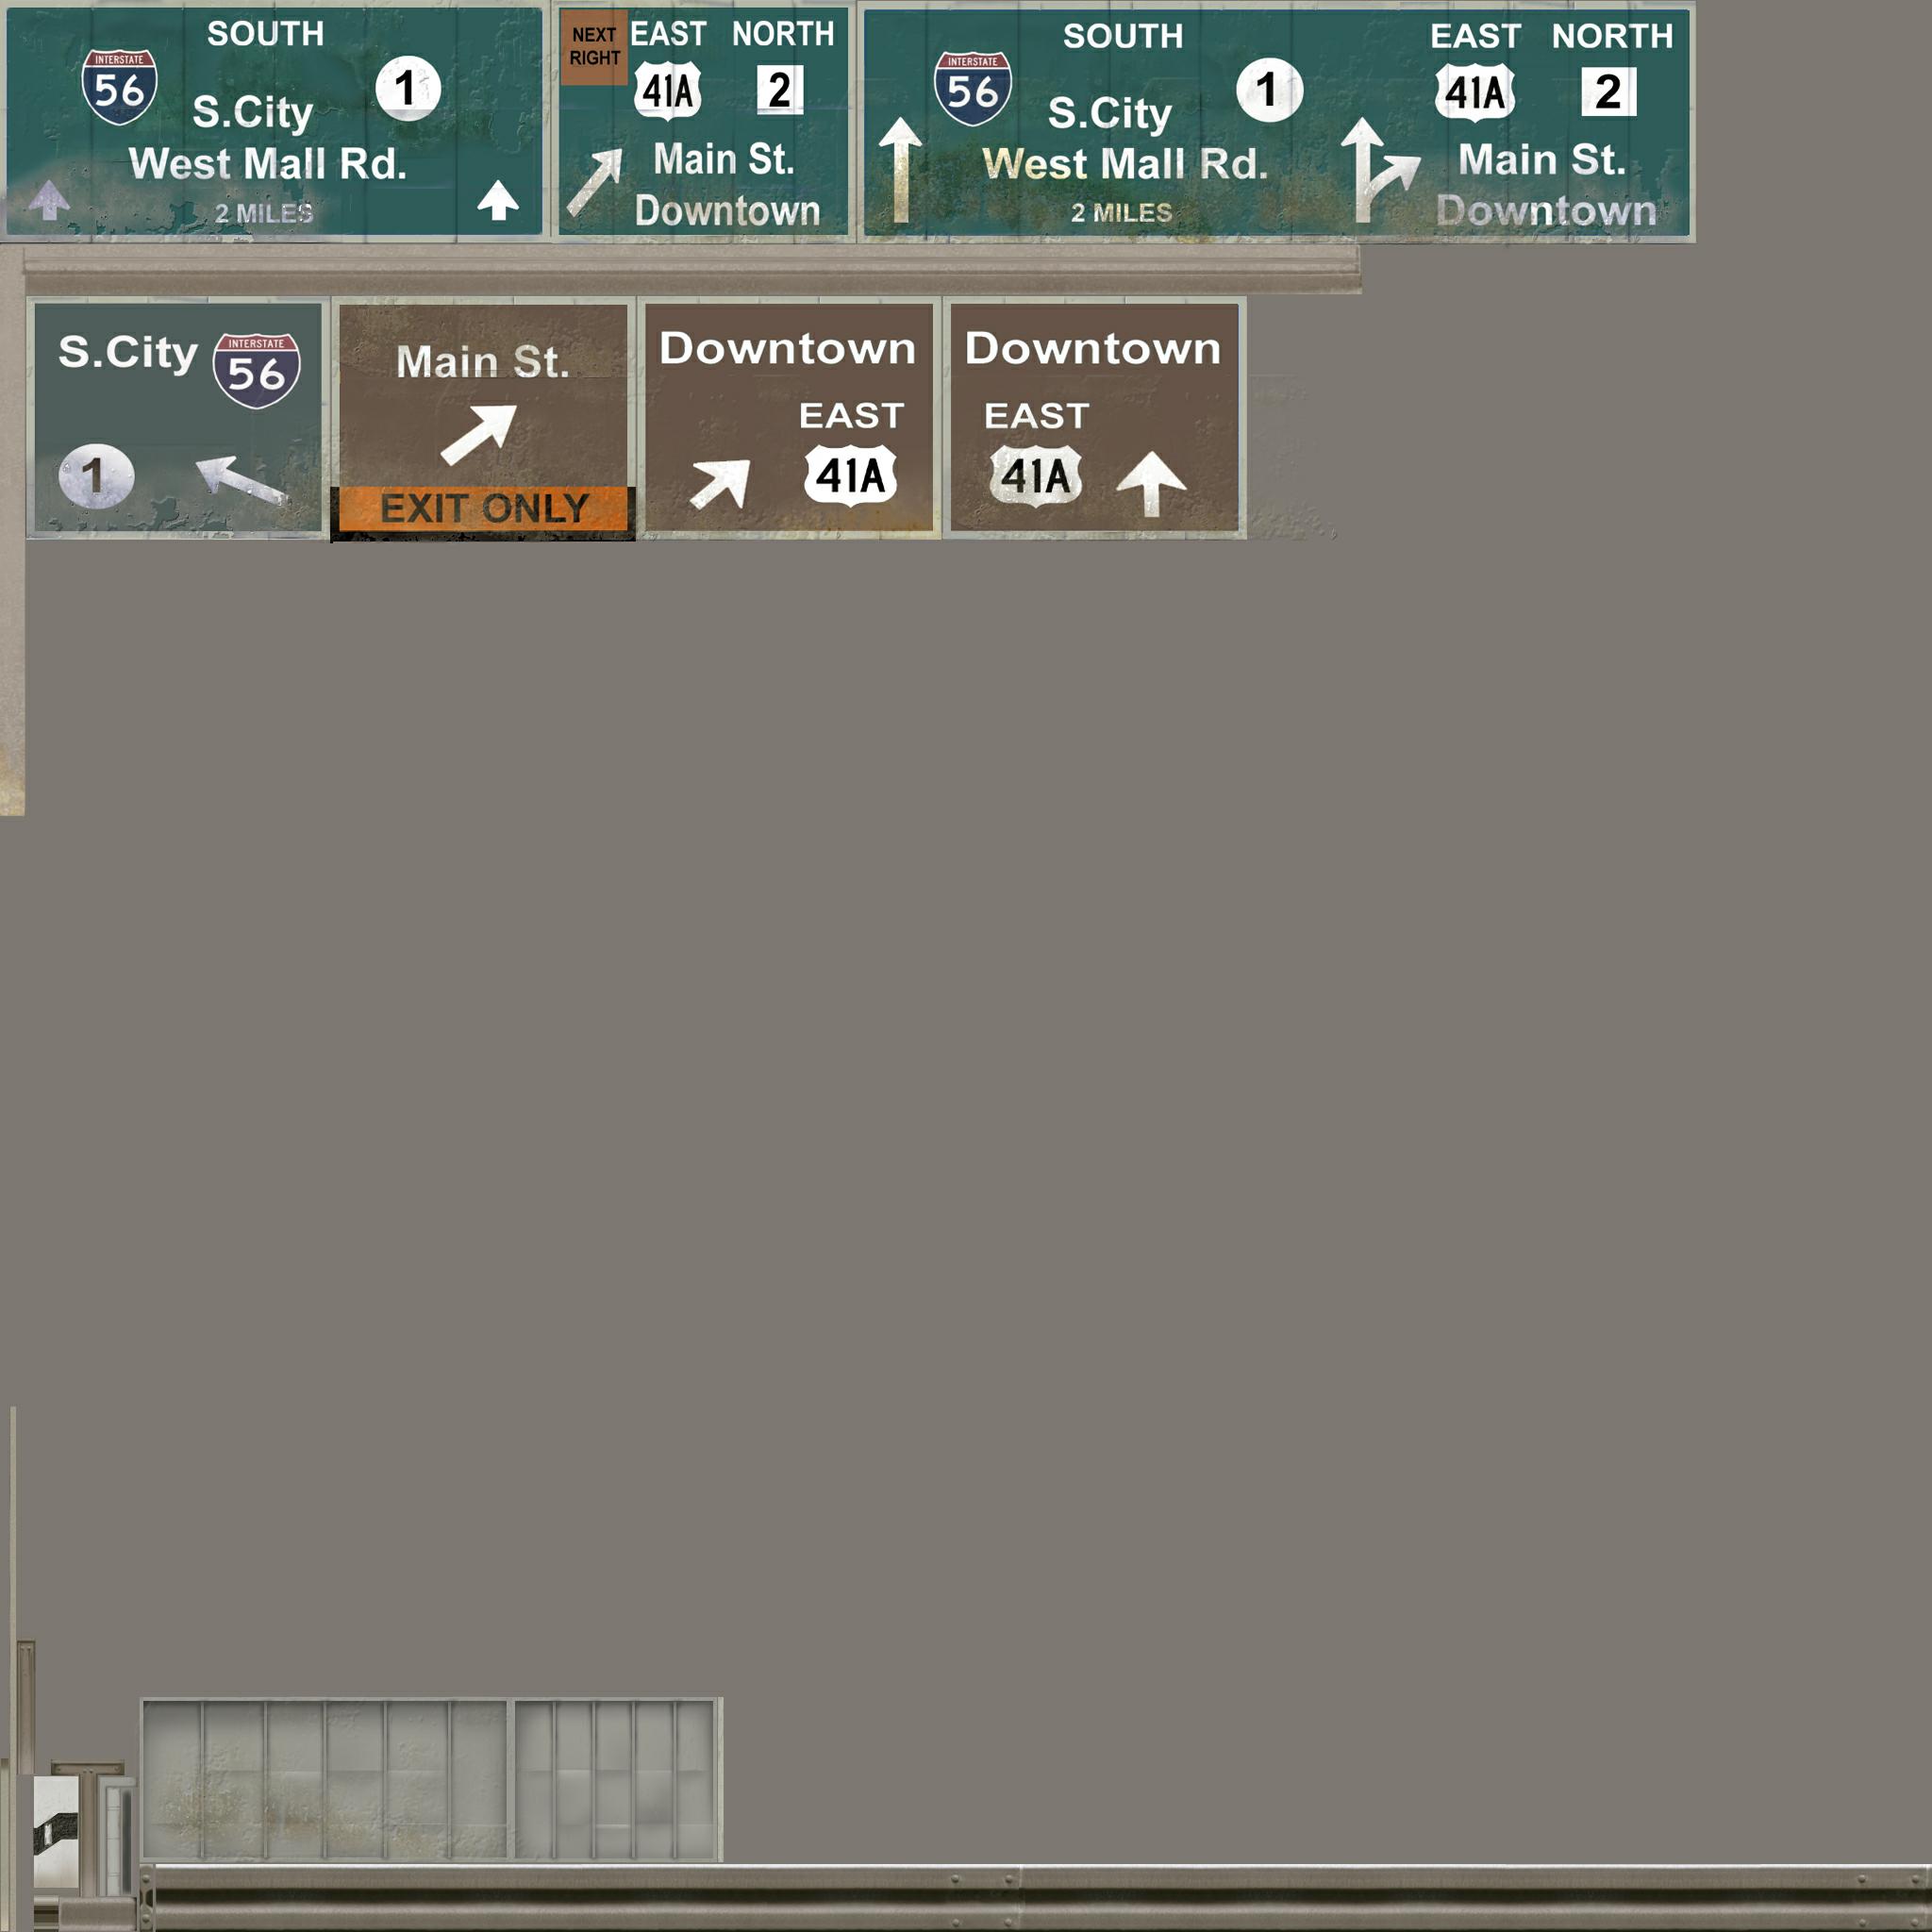 SOUTH
INTERSTATE
56
1
S.City
West Mall Rd.
2 MILES
NEXT
RIGHT
EAST NORTH
41A 2
Main St.
Downtown
SOUTH
INTERSTATE
56
1
S.City
West Mall Rd.
2 MILES
EAST NORTH
41A 2
Main St.
Downtown
S.City
INTERSTATE
56
1
Main St.
EXIT ONLY
Downtown
EAST
41A
Downtown
EAST
41A